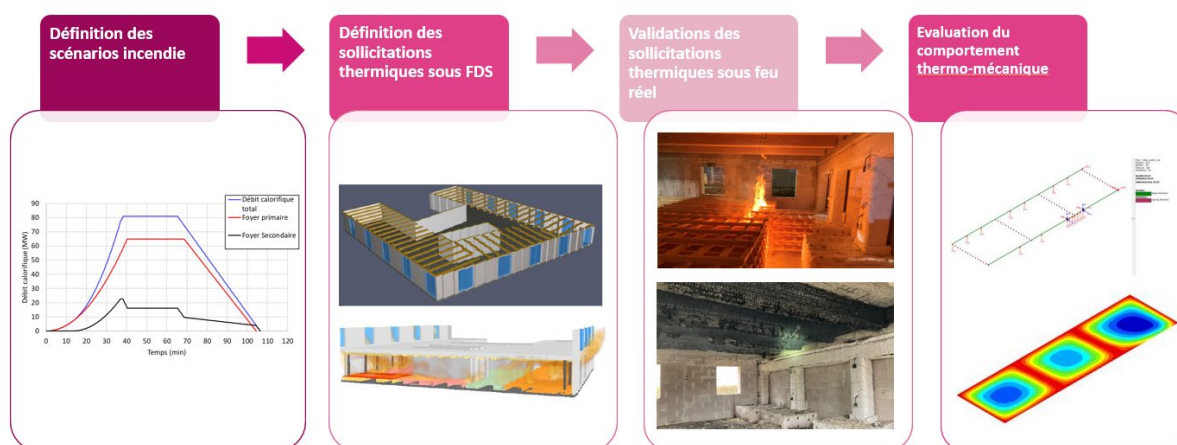 Définition des
scénarios incendie
Définition des
sollicitations
thermiques sous FDS
Validations des
sollicitations
thermiques sous feu
réel
Evaluation du
comportement
thermo-mécanique
Débit calorifique
total
Foyer primaire
Foyer Secondaire
Débit calorifique (MW)
90
80
70
60
50
40
30
20
10
0
0 10 20 30 40 50 60 70 80 90 100 110 120
Temps (min)